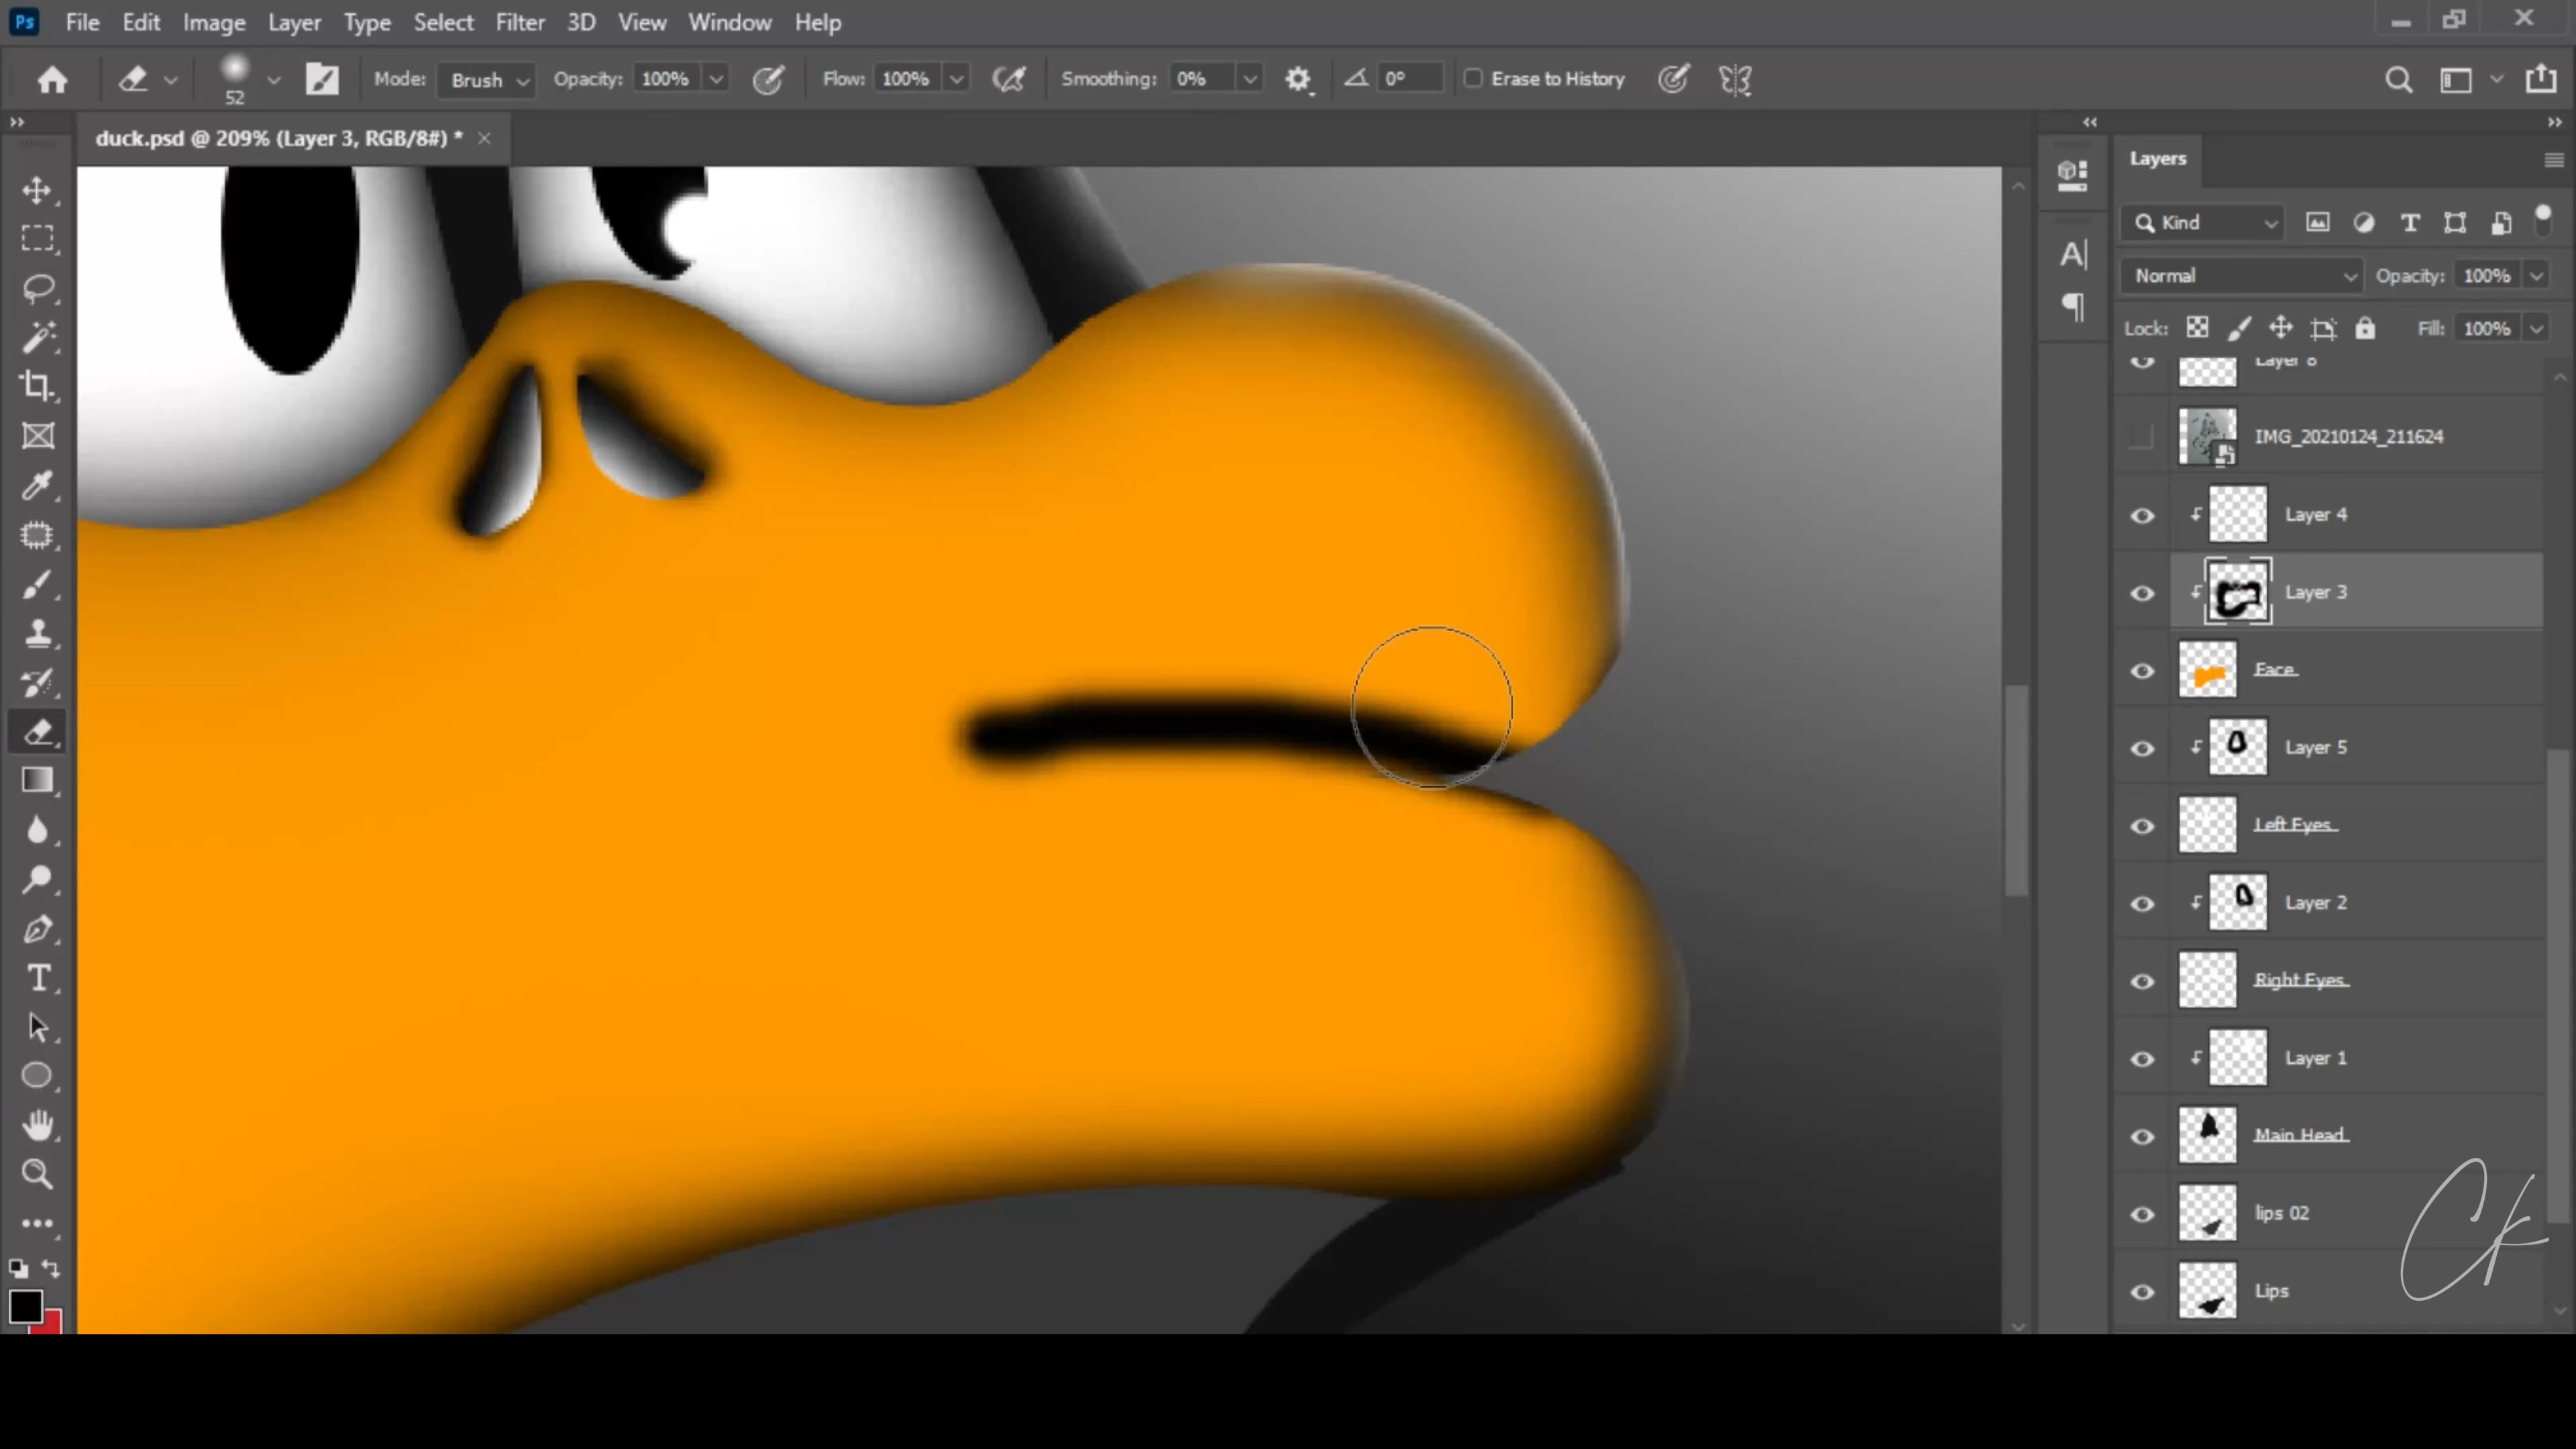 Ps File Edit Image Layer Type Select Filter 3D View Window Help
52 Mode: Brush Opacity: 100% Flow: 100% Smoothing: 0% 0° Erase to History
duck.psd @ 209% (Layer 3, RGB/8#) * ×
Layers
Kind
Normal Opacity: 100%
Lock: Fill: 100%
Layer 8
IMG_20210124_211624
Layer 4
Layer 3
Face
Layer 5
Left Eyes
Layer 2
Right Eyes
Layer 1
Main Head
lips 02
Lips
Ck